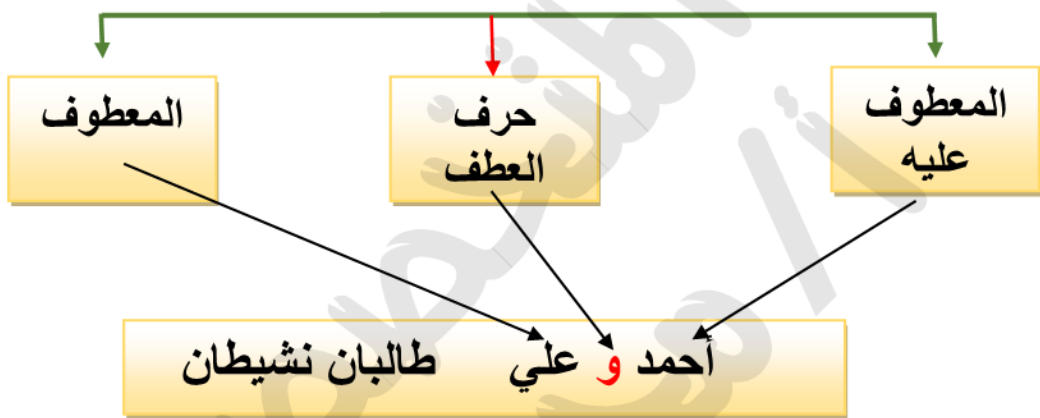 المعطوف عليه
حرف العطف
المعطوف
أحمد و علي طالبان نشيطان